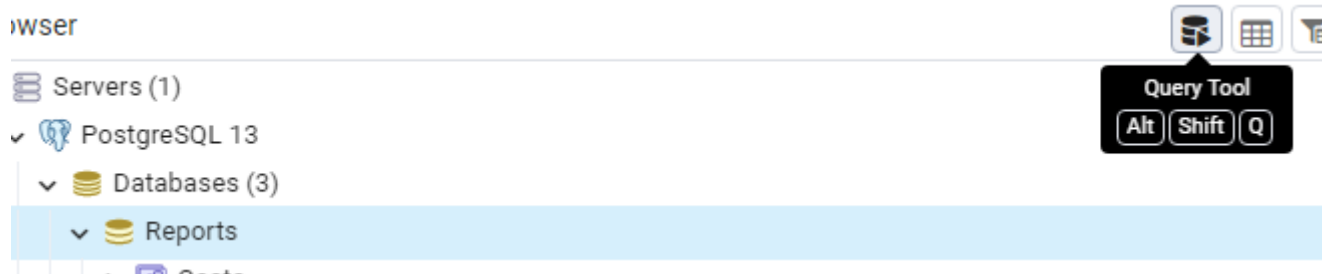 owser
Servers (1)
Query Tool
Alt Shift Q
PostgreSQL 13
Databases (3)
Reports